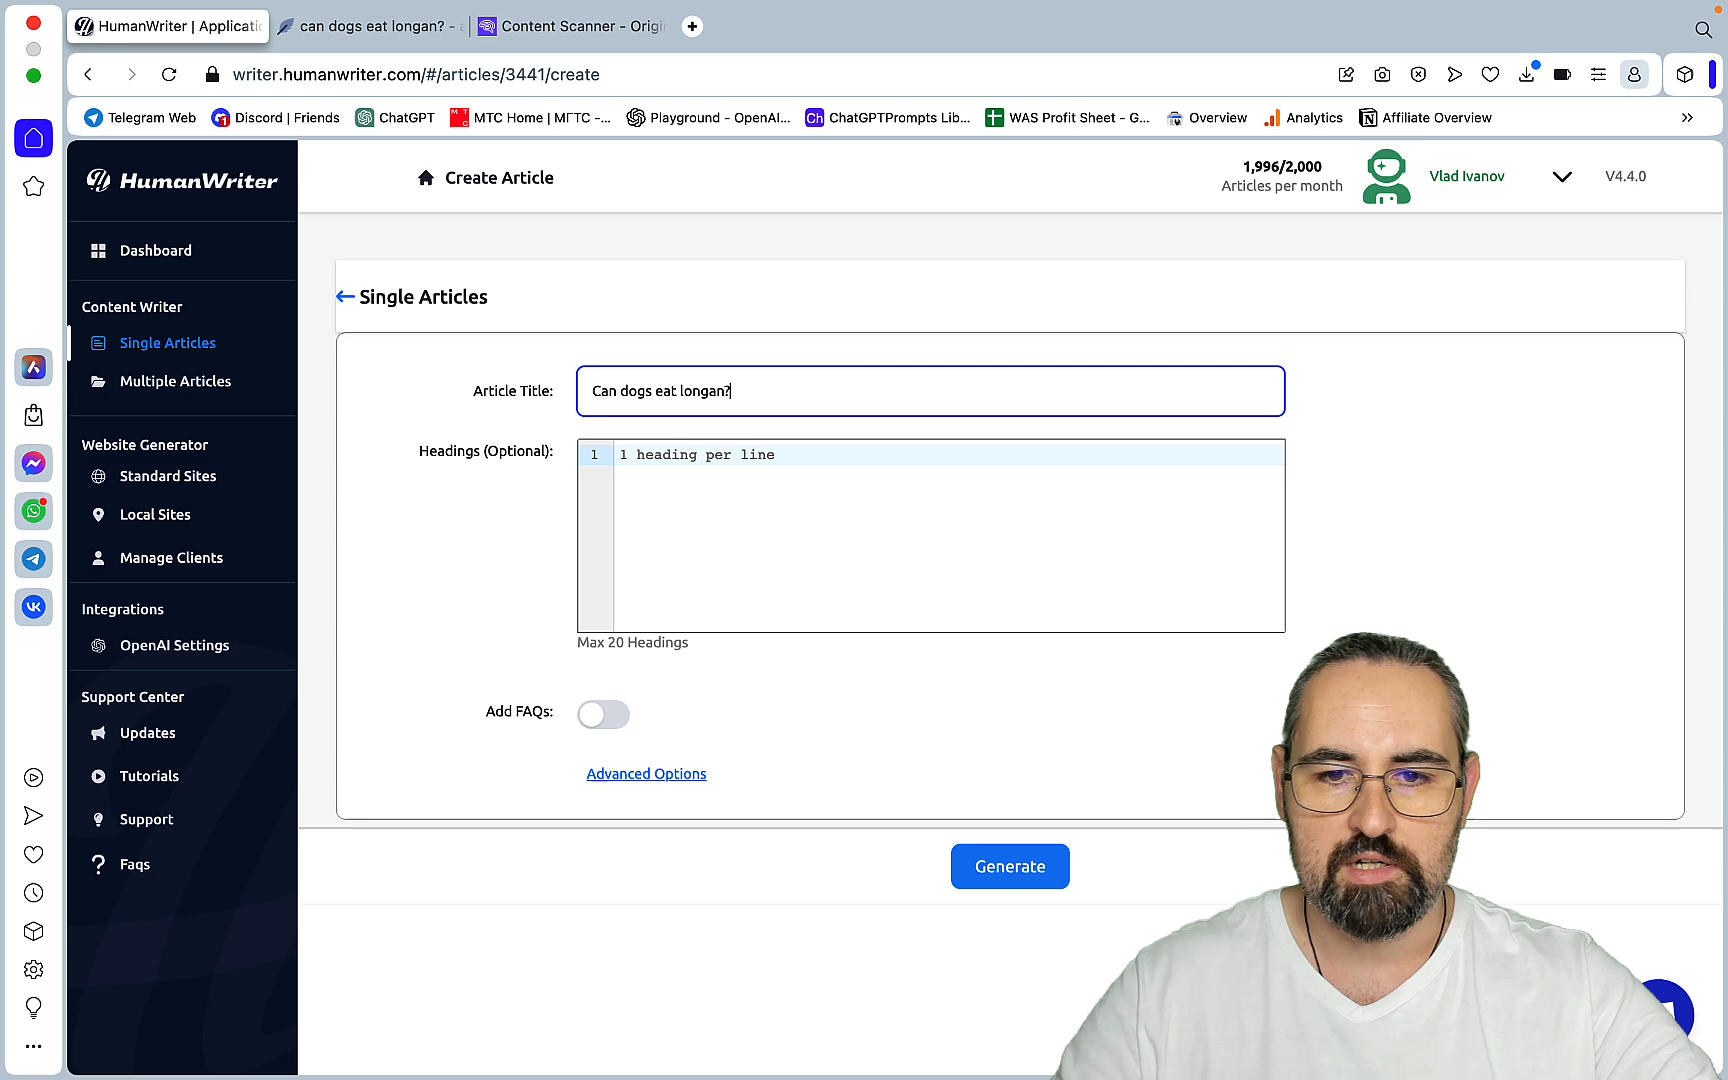 HumanWriter | Applicatio
can dogs eat longan? -
Content Scanner - Origi
writer.humanwriter.com/#/articles/3441/create
Telegram Web
Discord | Friends
ChatGPT
МТС Home | МГТС -...
Playground - OpenAI...
Ch ChatGPTPrompts Lib...
WAS Profit Sheet - G...
Overview
Analytics
Affiliate Overview
HumanWriter
Create Article
1,996/2,000
Articles per month
Vlad Ivanov
V4.4.0
Dashboard
Content Writer
Single Articles
Multiple Articles
Website Generator
Standard Sites
Local Sites
Manage Clients
Integrations
OpenAI Settings
Support Center
Updates
Tutorials
Support
Faqs
Single Articles
Article Title:
Can dogs eat longan?
Headings (Optional):
1 1 heading per line
Max 20 Headings
Add FAQs:
Advanced Options
Generate